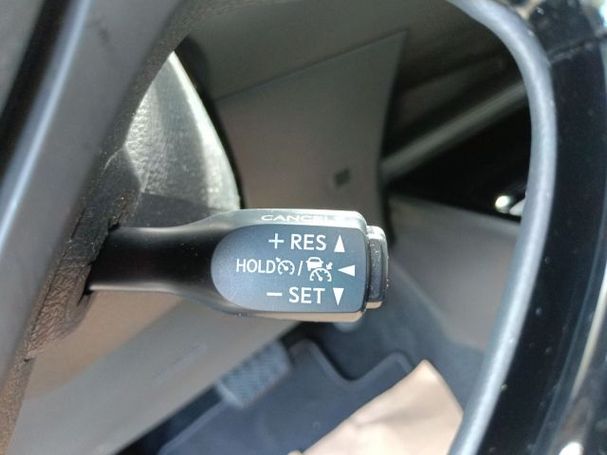 CANCEL
+ RES ▲
HOLD / ◀
− SET ▼